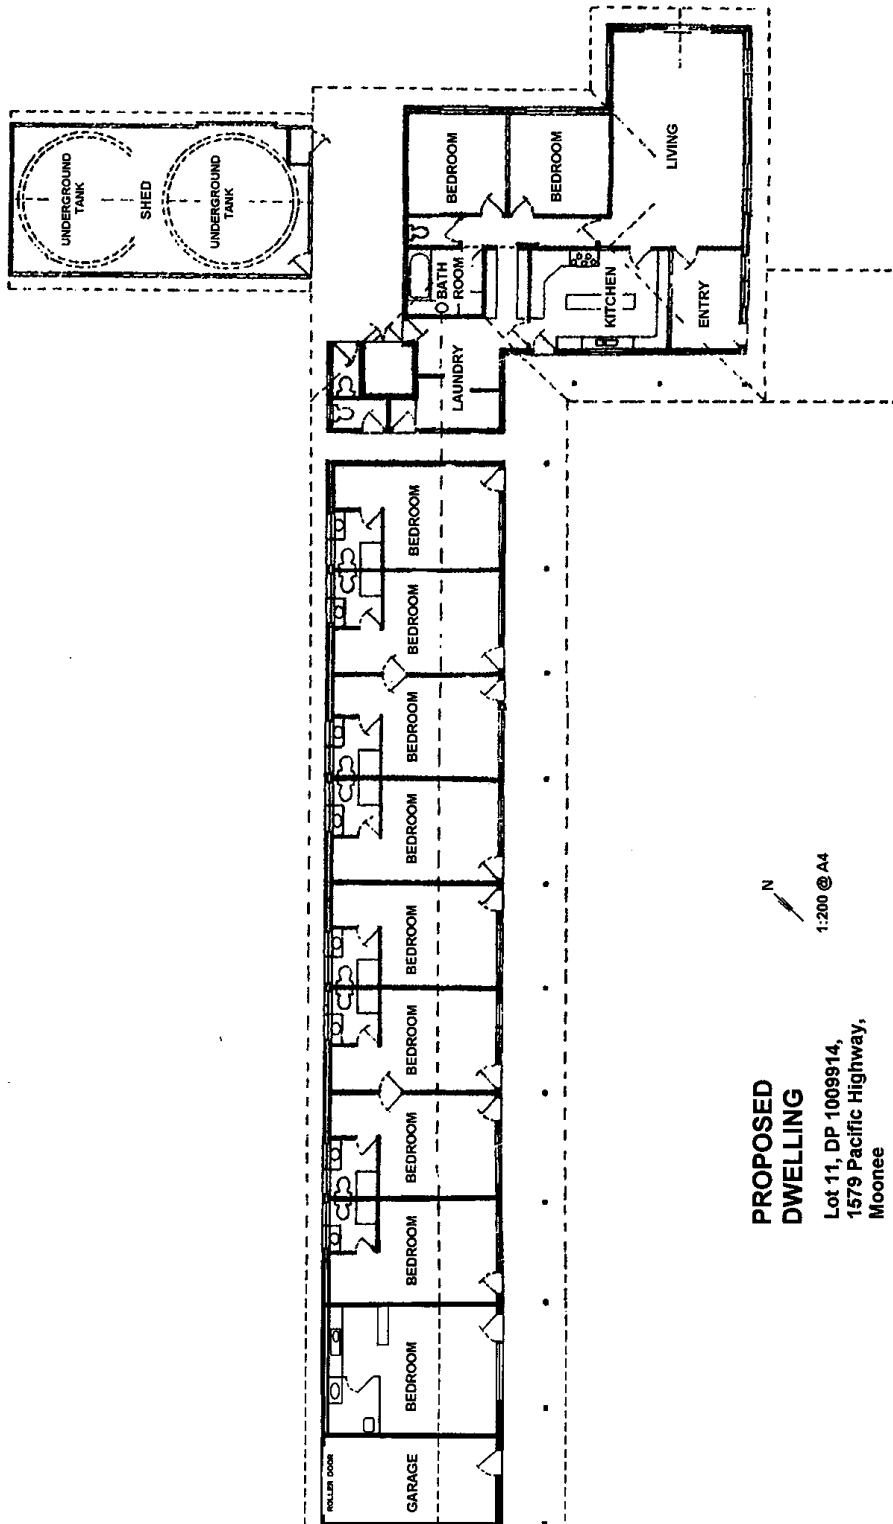 UNDERGROUND
TANK
SHED
UNDERGROUND
TANK
BEDROOM
BEDROOM
LIVING
BATH
ROOM
KITCHEN
ENTRY
LAUNDRY
BEDROOM
BEDROOM
BEDROOM
BEDROOM
BEDROOM
BEDROOM
BEDROOM
BEDROOM
BEDROOM
ROLLER DOOR
GARAGE
N
1:200 @ A4
PROPOSED
DWELLING
Lot 11, DP 1009914,
1579 Pacific Highway,
Moonee